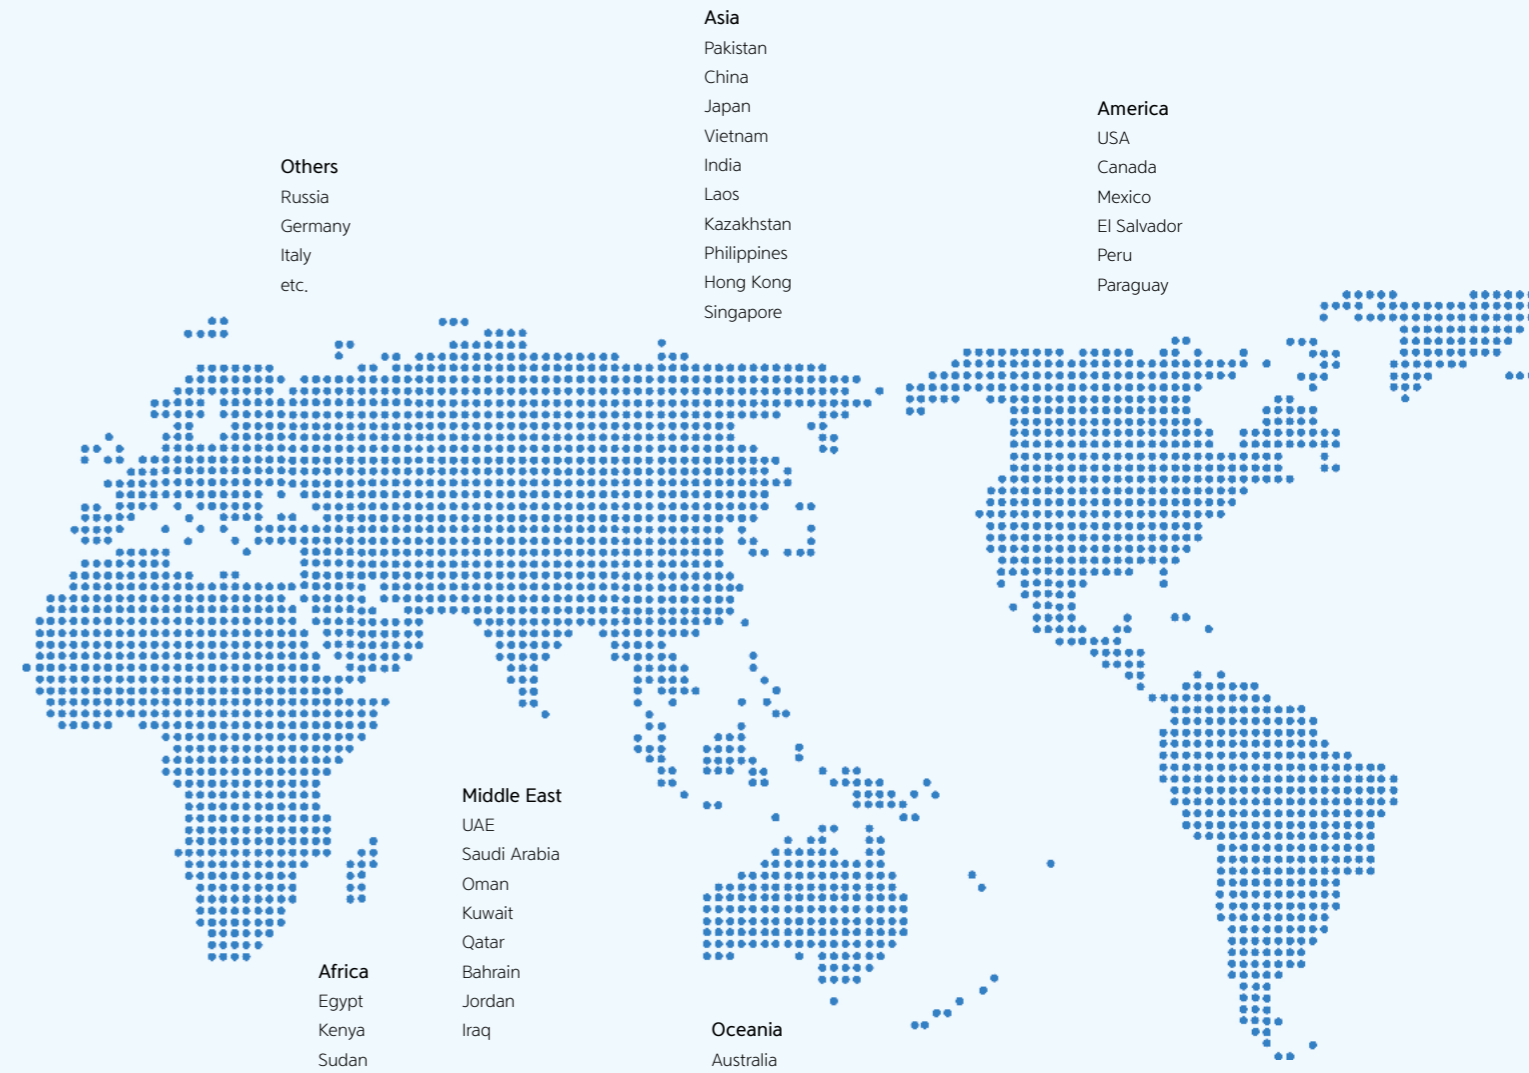 Asia
Pakistan
China
Japan
Vietnam
India
Laos
Kazakhstan
Philippines
Hong Kong
Singapore
America
USA
Canada
Mexico
El Salvador
Peru
Paraguay
Others
Russia
Germany
Italy
etc.
Middle East
UAE
Saudi Arabia
Oman
Kuwait
Qatar
Bahrain
Jordan
Iraq
Africa
Egypt
Kenya
Sudan
Oceania
Australia